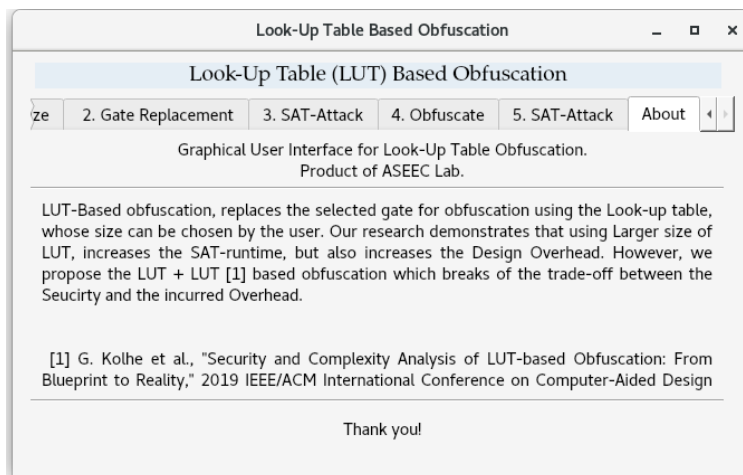 Look-Up Table Based Obfuscation
Look-Up Table (LUT) Based Obfuscation
ze 2. Gate Replacement 3. SAT-Attack 4. Obfuscate 5. SAT-Attack About
Graphical User Interface for Look-Up Table Obfuscation.
Product of ASEEC Lab.
LUT-Based obfuscation, replaces the selected gate for obfuscation using the Look-up table,
whose size can be chosen by the user. Our research demonstrates that using Larger size of
LUT, increases the SAT-runtime, but also increases the Design Overhead. However, we
propose the LUT + LUT [1] based obfuscation which breaks of the trade-off between the
Seucirty and the incurred Overhead.
[1] G. Kolhe et al., "Security and Complexity Analysis of LUT-based Obfuscation: From
Blueprint to Reality," 2019 IEEE/ACM International Conference on Computer-Aided Design
Thank you!